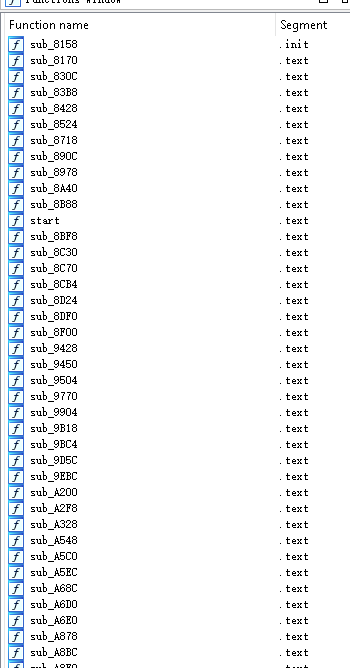 Functions window
Function name Segment
f sub_8158 .init
f sub_8170 .text
f sub_830C .text
f sub_83B8 .text
f sub_8428 .text
f sub_8524 .text
f sub_8718 .text
f sub_890C .text
f sub_8978 .text
f sub_8A40 .text
f sub_8B88 .text
f start .text
f sub_8BF8 .text
f sub_8C30 .text
f sub_8C70 .text
f sub_8CB4 .text
f sub_8D24 .text
f sub_8DF0 .text
f sub_8F00 .text
f sub_9428 .text
f sub_9450 .text
f sub_9504 .text
f sub_9770 .text
f sub_9904 .text
f sub_9B18 .text
f sub_9BC4 .text
f sub_9D5C .text
f sub_9EBC .text
f sub_A200 .text
f sub_A2F8 .text
f sub_A328 .text
f sub_A548 .text
f sub_A5C0 .text
f sub_A5EC .text
f sub_A68C .text
f sub_A6D0 .text
f sub_A6E0 .text
f sub_A878 .text
f sub_A8BC .text